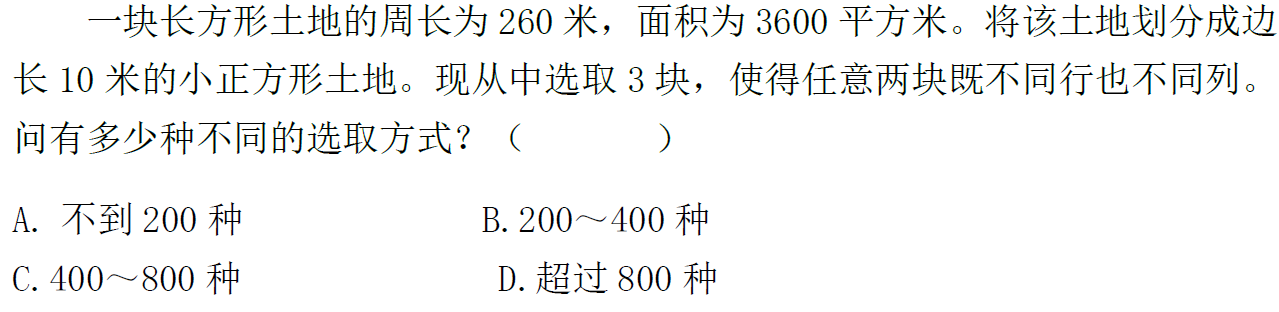 一块长方形土地的周长为 260 米，面积为 3600 平方米。将该土地划分成边
长 10 米的小正方形土地。现从中选取 3 块，使得任意两块既不同行也不同列。
问有多少种不同的选取方式？（ ）
A. 不到 200 种 B. 200～400 种
C. 400～800 种 D. 超过 800 种